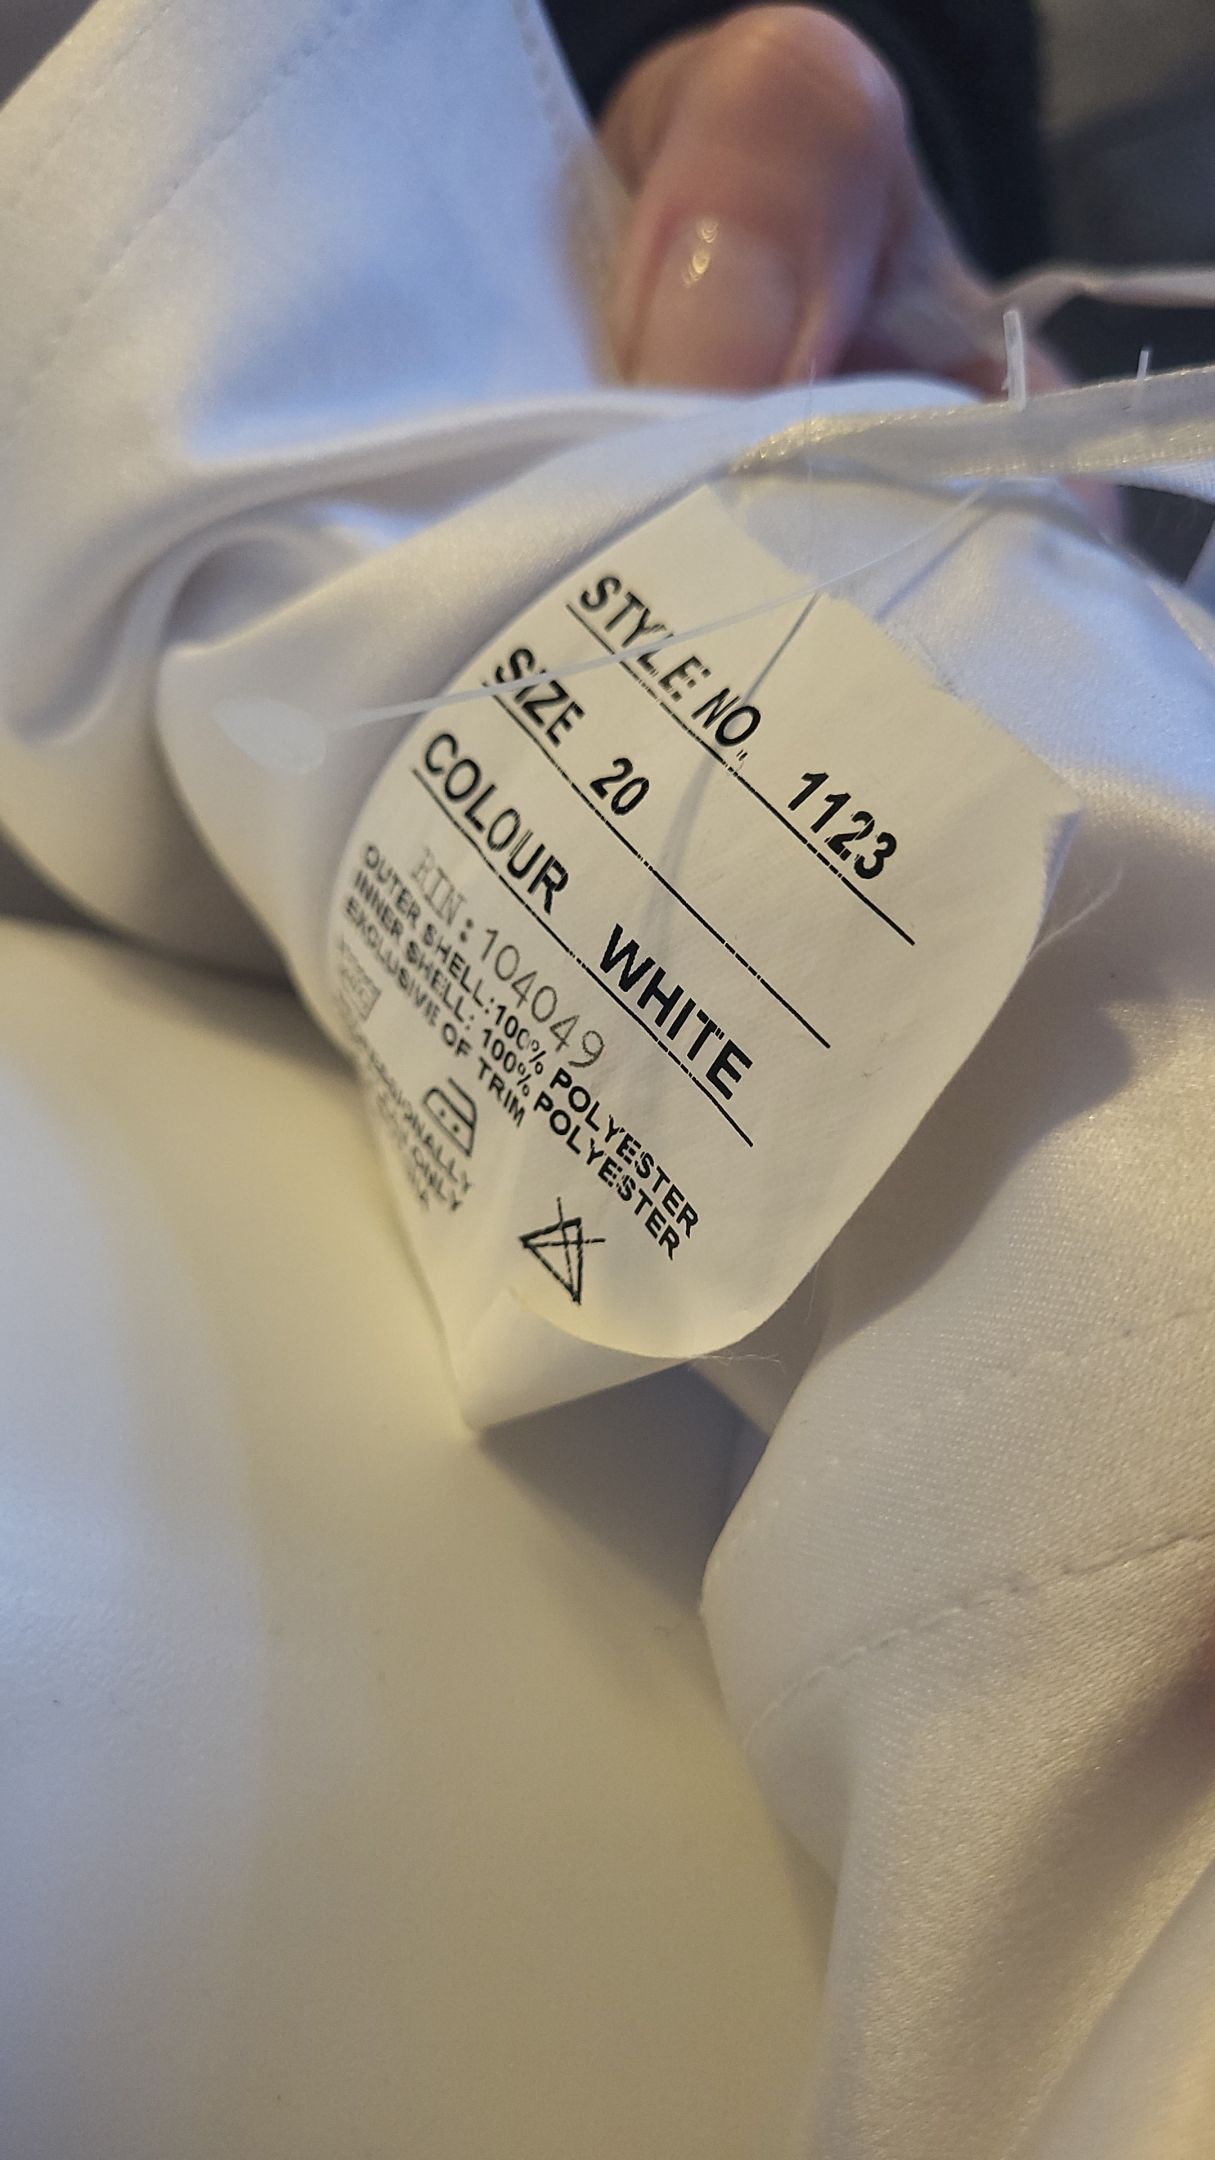 STYLE NO. 1123
SIZE 20
COLOUR WHITE
RIN: 104049
OUTER SHELL: 100% POLYESTER
INNER SHELL: 100% POLYESTER
EXCLUSIVE OF TRIM
ONLY